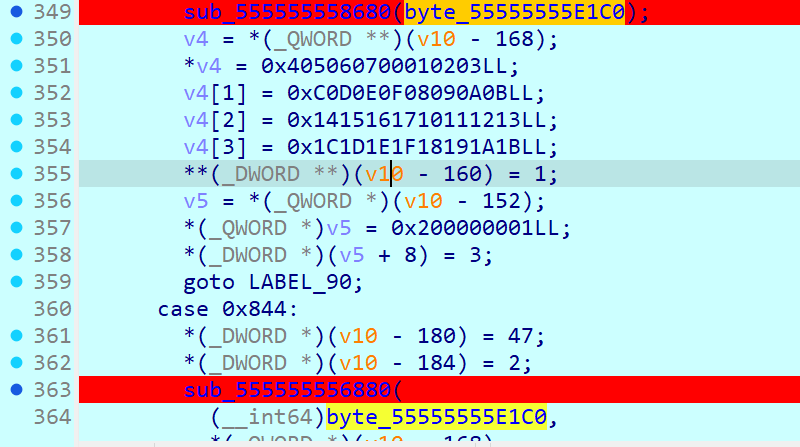 349 sub_555555558680(byte_55555555E1C0);
350 v4 = *(_QWORD **)(v10 - 168);
351 *v4 = 0x405060700010203LL;
352 v4[1] = 0xC0D0E0F08090A0BLL;
353 v4[2] = 0x1415161710111213LL;
354 v4[3] = 0x1C1D1E1F18191A1BLL;
355 **(_DWORD **)(v10 - 160) = 1;
356 v5 = *(_QWORD *)(v10 - 152);
357 *(_QWORD *)v5 = 0x200000001LL;
358 *(_DWORD *)(v5 + 8) = 3;
359 goto LABEL_90;
360 case 0x844:
361 *(_DWORD *)(v10 - 180) = 47;
362 *(_DWORD *)(v10 - 184) = 2;
363 sub_555555556880(
364 (__int64)byte_55555555E1C0,
*(_QWORD *)(v10 - 168)